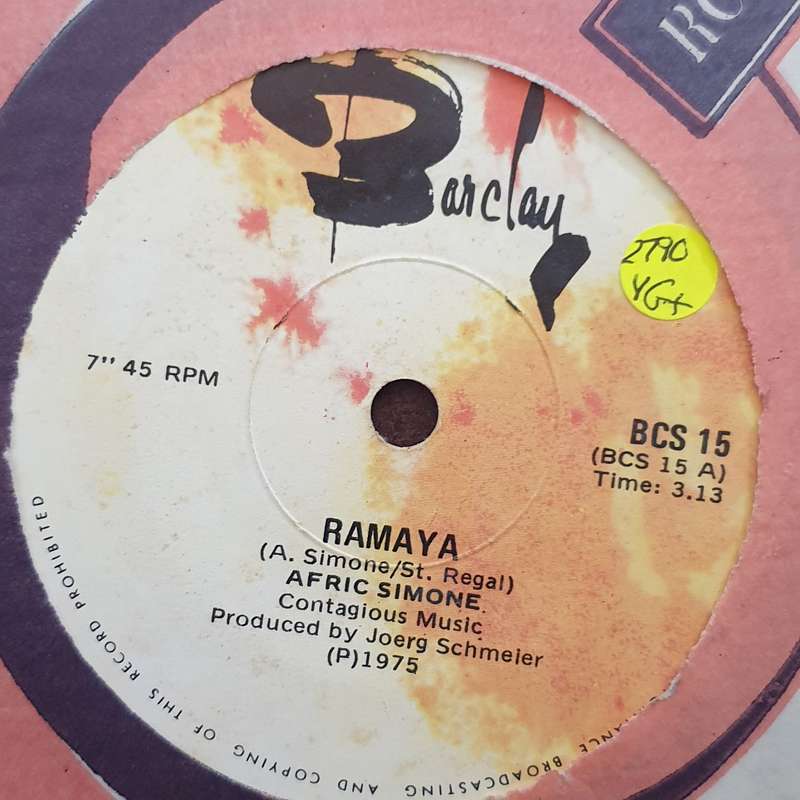 Barclay
2790
VG+
7" 45 RPM
BCS 15
(BCS 15 A)
Time: 3.13
RAMAYA
(A. Simone/St. Regal)
AFRIC SIMONE.
Contagious Music
Produced by Joerg Schmeier
(P)1975
BROADCASTING AND COPYING OF THIS RECORD PROHIBITED